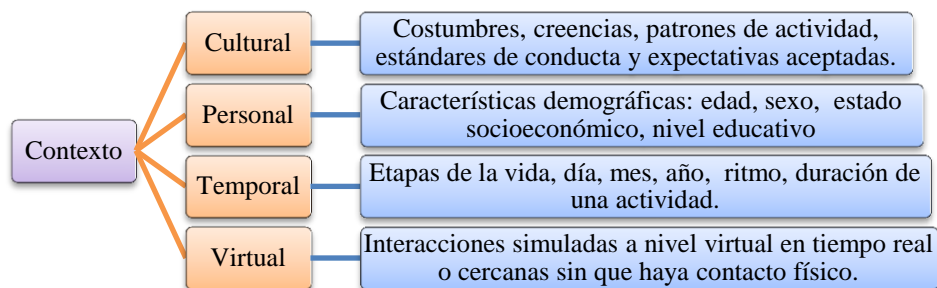 Contexto
Cultural
Costumbres, creencias, patrones de actividad,
estándares de conducta y expectativas aceptadas.
Personal
Características demográficas: edad, sexo, estado
socioeconómico, nivel educativo
Temporal
Etapas de la vida, día, mes, año, ritmo, duración de
una actividad.
Virtual
Interacciones simuladas a nivel virtual en tiempo real
o cercanas sin que haya contacto físico.